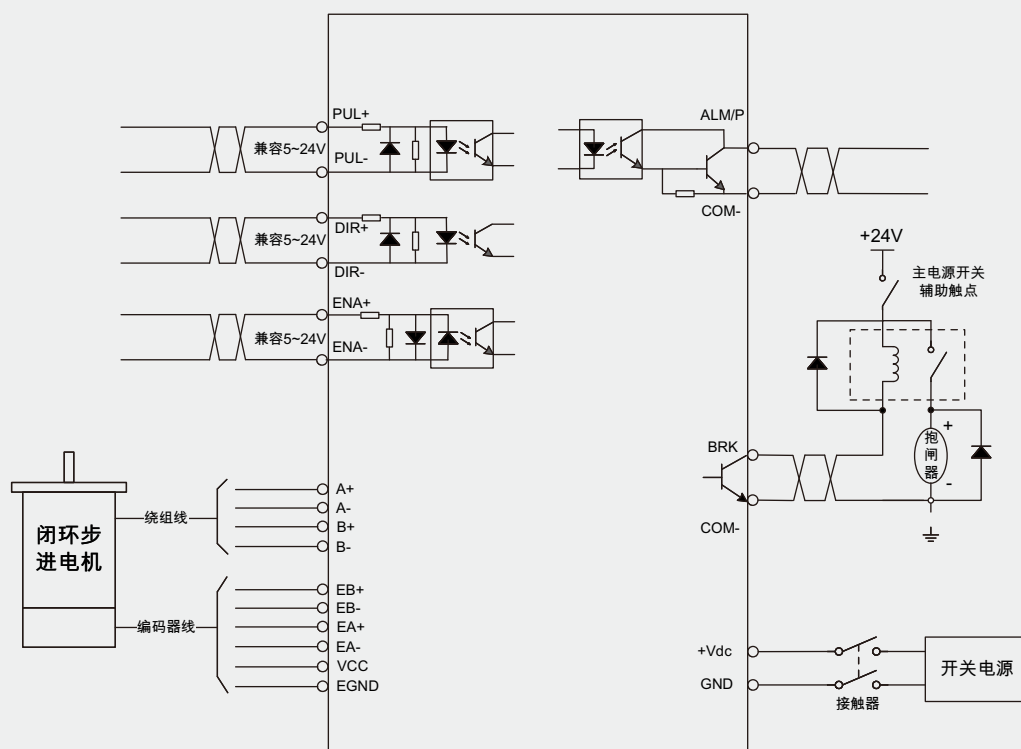 PUL+
兼容5~24V
PUL-
DIR+
兼容5~24V
DIR-
ENA+
兼容5~24V
ENA-
闭环步
进电机
绕组线
A+
A-
B+
B-
编码器线
EB+
EB-
EA+
EA-
VCC
EGND
ALM/P
COM-
+24V
主电源开关
辅助触点
BRK
COM-
+
抱
闸
器
-
+Vdc
GND
接触器
开关电源